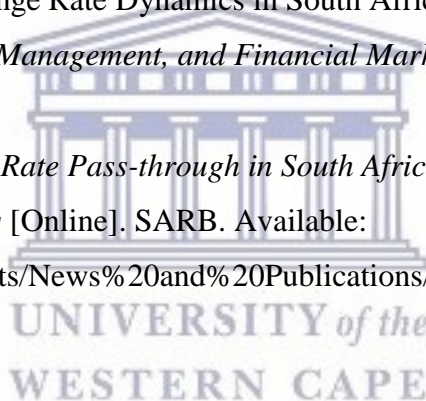 nge Rate Dynamics in South Afric
Management, and Financial Mark
Rate Pass-through in South Afric
[Online]. SARB. Available:
ts/News%20and%20Publications/
UNIVERSITY of the
WESTERN CAPE